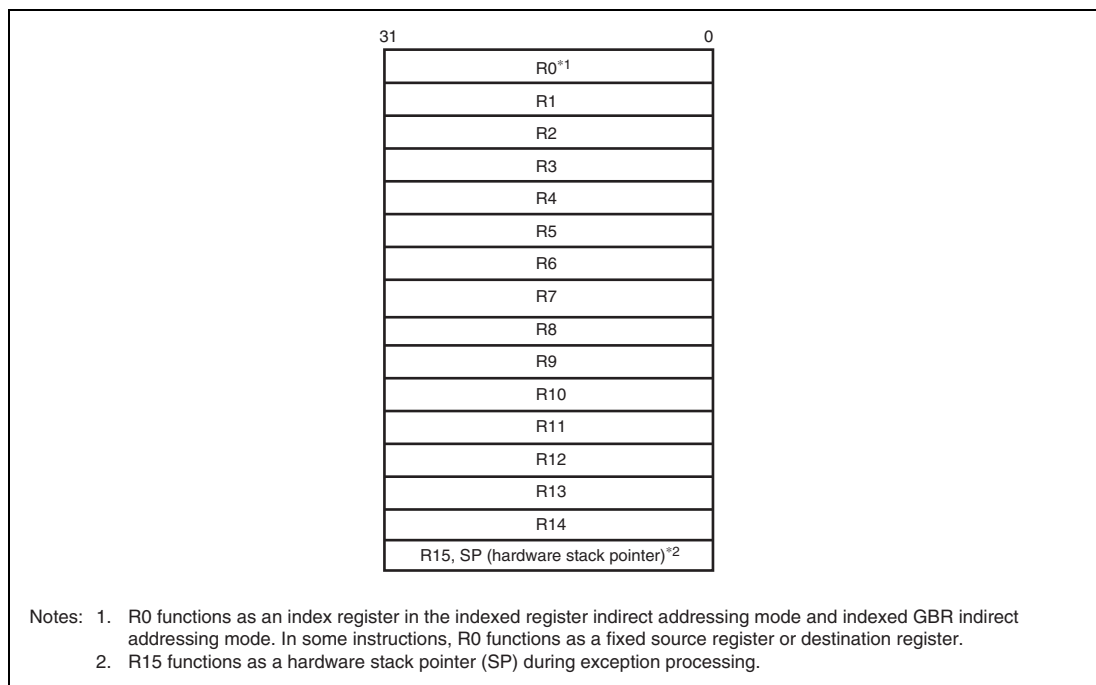 31 0
R0*1
R1
R2
R3
R4
R5
R6
R7
R8
R9
R10
R11
R12
R13
R14
R15, SP (hardware stack pointer)*2
Notes: 1. R0 functions as an index register in the indexed register indirect addressing mode and indexed GBR indirect
addressing mode. In some instructions, R0 functions as a fixed source register or destination register.
2. R15 functions as a hardware stack pointer (SP) during exception processing.